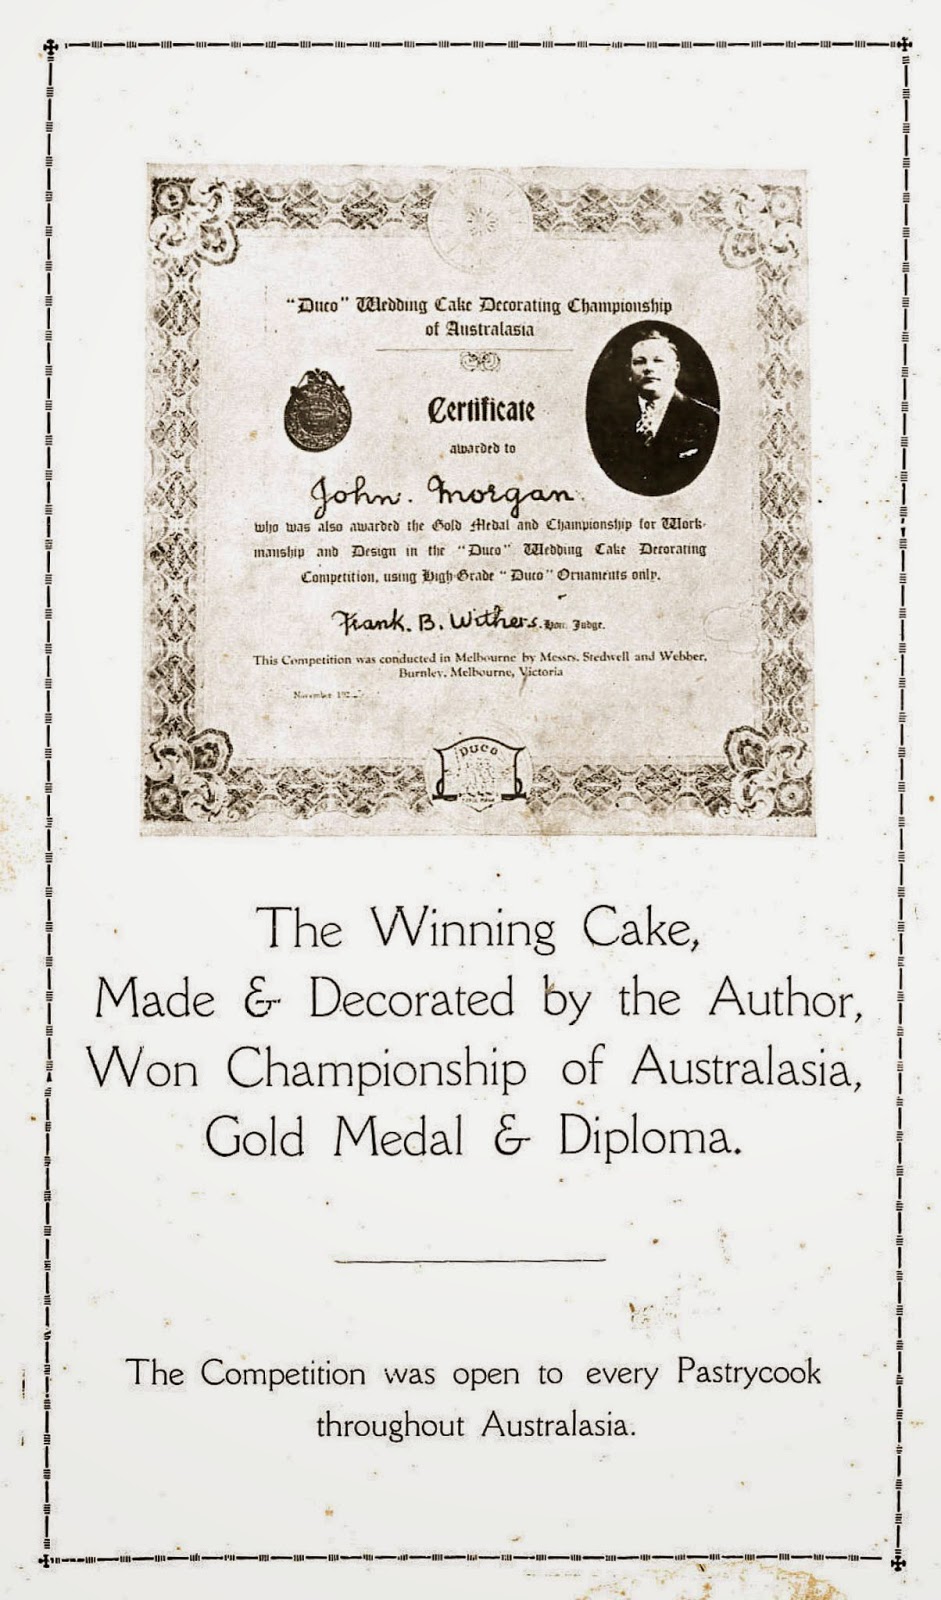 "Duco" Wedding Cake Decorating Championship
of Australasia
Certificate
awarded to
John. Morgan.
who was also awarded the Gold Medal and Championship for Work-
manship and Design in the "Duco" Wedding Cake Decorating
Competition, using High-Grade "Duco" Ornaments only.
Frank. B. Withers. Hon. Judge.
This Competition was conducted in Melbourne by Messrs. Stedwell and Webber,
Burnley, Melbourne, Victoria
November
DUCO
The Winning Cake,
Made & Decorated by the Author,
Won Championship of Australasia,
Gold Medal & Diploma.
The Competition was open to every Pastrycook
throughout Australasia.